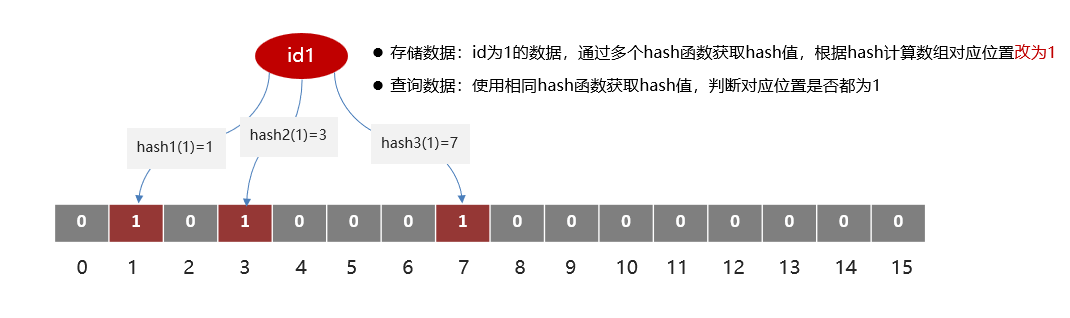 id1
● 存储数据：id为1的数据，通过多个hash函数获取hash值，根据hash计算数组对应位置改为1
● 查询数据：使用相同hash函数获取hash值，判断对应位置是否都为1
hash1(1)=1
hash2(1)=3
hash3(1)=7
0 1 0 1 0 0 0 1 0 0 0 0 0 0 0 0
0 1 2 3 4 5 6 7 8 9 10 11 12 13 14 15